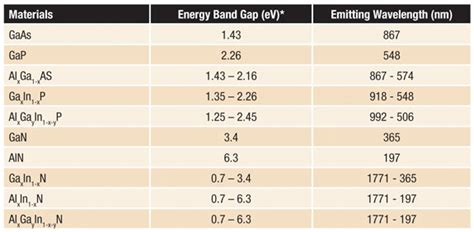 Materials Energy Band Gap (eV)* Emitting Wavelength (nm)
GaAs 1.43 867
GaP 2.26 548
AlxGa1-xAS 1.43 – 2.16 867 - 574
GaxIn1-xP 1.35 – 2.26 918 - 548
AlxGayIn1-x-yP 1.25 – 2.45 992 - 506
GaN 3.4 365
AlN 6.3 197
GaxIn1-xN 0.7 – 3.4 1771 - 365
AlxIn1-xN 0.7 – 6.3 1771 - 197
AlxGayIn1-x-yN 0.7 – 6.3 1771 - 197